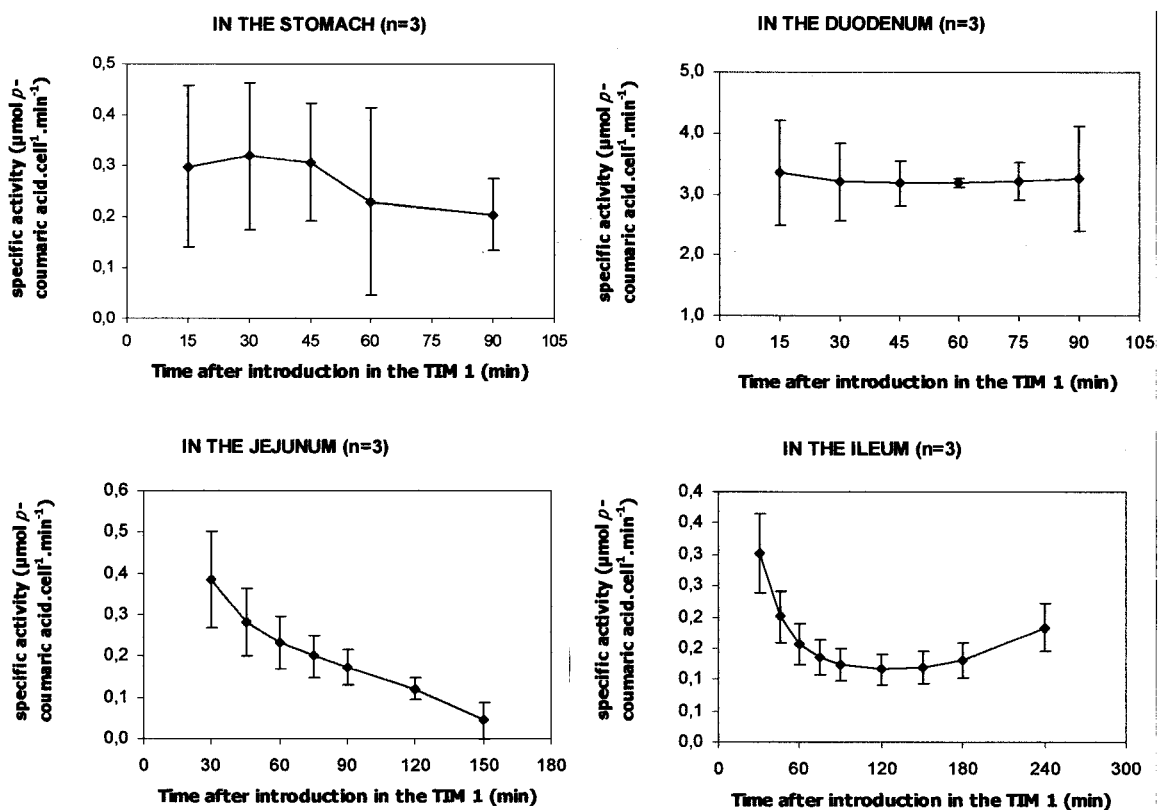 IN THE STOMACH (n=3)
specific activity (µmol p-
coumaric acid.cell¹.min⁻¹)
0,5
0,4
0,3
0,2
0,1
0,0
0 15 30 45 60 75 90 105
Time after introduction in the TIM 1 (min)
IN THE DUODENUM (n=3)
specific activity (µmol p-
coumaric acid.cell¹.min⁻¹)
5,0
4,0
3,0
2,0
1,0
0 15 30 45 60 75 90 105
Time after introduction in the TIM 1 (min)
IN THE JEJUNUM (n=3)
specific activity (µmol p-
coumaric acid.cell¹.min⁻¹)
0,6
0,5
0,4
0,3
0,2
0,1
0,0
0 30 60 90 120 150 180
Time after introduction in the TIM 1 (min)
IN THE ILEUM (n=3)
specific activity (µmol p-
coumaric acid.cell¹.min⁻¹)
0,4
0,4
0,3
0,3
0,2
0,2
0,1
0,1
0,0
0 60 120 180 240 300
Time after introduction in the TIM 1 (min)